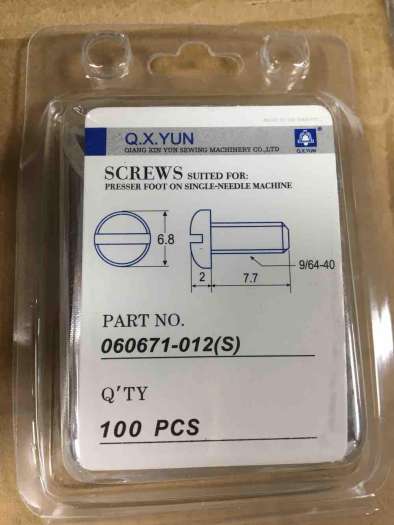 Q.X.YUN
QIANG XIN YUN SEWING MACHINERY CO.,LTD
Q.X.YUN
®
SCREWS SUITED FOR:
PRESSER FOOT ON SINGLE-NEEDLE MACHINE
6.8
2
7.7
9/64-40
PART NO.
060671-012(S)
Q'TY
100 PCS